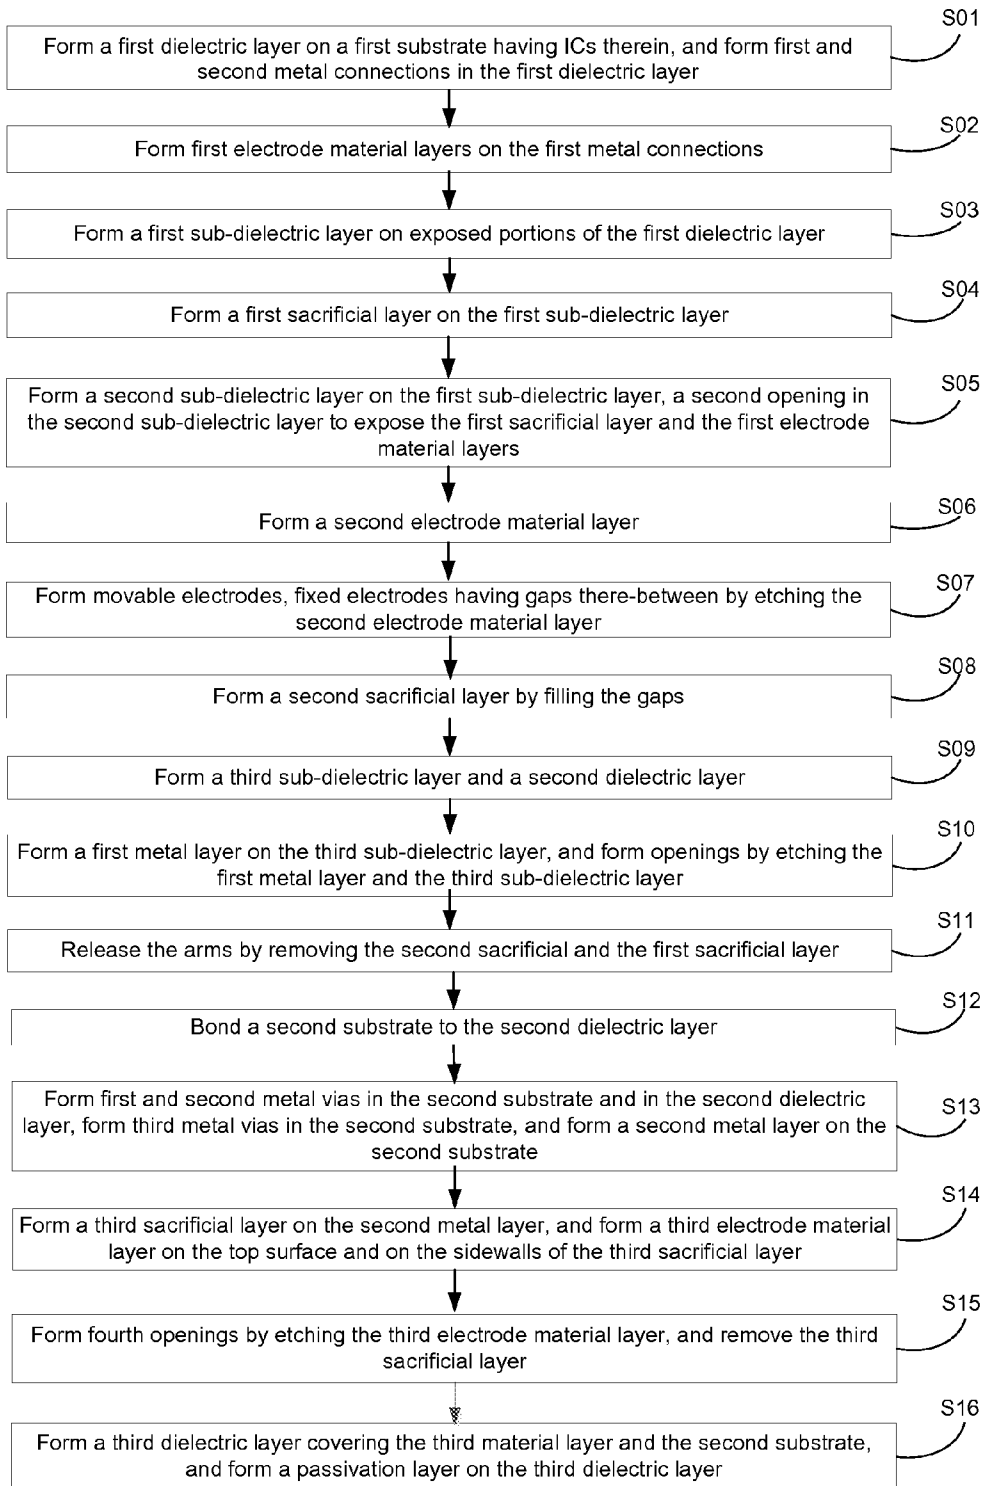 S01
Form a first dielectric layer on a first substrate having ICs therein, and form first and
second metal connections in the first dielectric layer
S02
Form first electrode material layers on the first metal connections
S03
Form a first sub-dielectric layer on exposed portions of the first dielectric layer
S04
Form a first sacrificial layer on the first sub-dielectric layer
S05
Form a second sub-dielectric layer on the first sub-dielectric layer, a second opening in
the second sub-dielectric layer to expose the first sacrificial layer and the first electrode
material layers
S06
Form a second electrode material layer
S07
Form movable electrodes, fixed electrodes having gaps there-between by etching the
second electrode material layer
S08
Form a second sacrificial layer by filling the gaps
S09
Form a third sub-dielectric layer and a second dielectric layer
S10
Form a first metal layer on the third sub-dielectric layer, and form openings by etching the
first metal layer and the third sub-dielectric layer
S11
Release the arms by removing the second sacrificial and the first sacrificial layer
S12
Bond a second substrate to the second dielectric layer
S13
Form first and second metal vias in the second substrate and in the second dielectric
layer, form third metal vias in the second substrate, and form a second metal layer on the
second substrate
S14
Form a third sacrificial layer on the second metal layer, and form a third electrode material
layer on the top surface and on the sidewalls of the third sacrificial layer
S15
Form fourth openings by etching the third electrode material layer, and remove the third
sacrificial layer
S16
Form a third dielectric layer covering the third material layer and the second substrate,
and form a passivation layer on the third dielectric layer